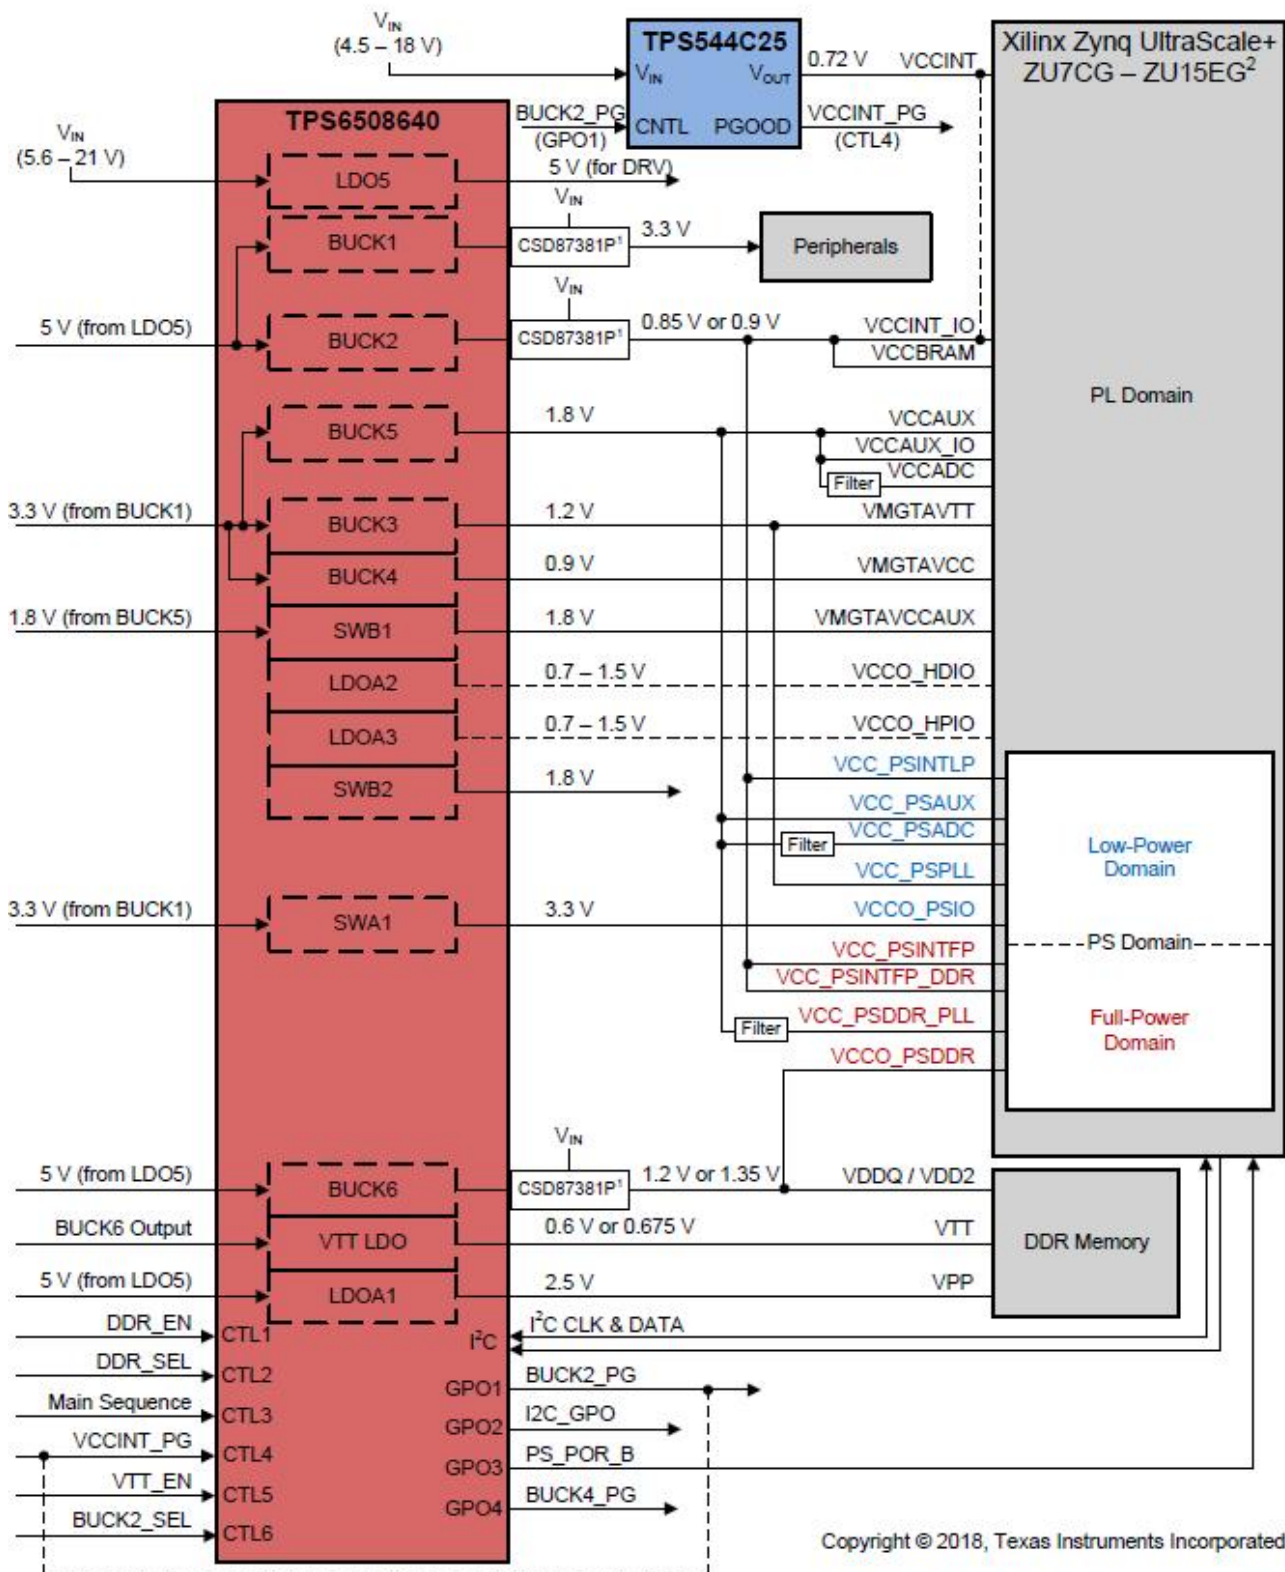 V_IN
(4.5 – 18 V)
TPS544C25
V_IN
V_OUT
CNTL
PGOOD
0.72 V
VCCINT
BUCK2_PG
(GPO1)
VCCINT_PG
(CTL4)
Xilinx Zynq UltraScale+
ZU7CG – ZU15EG²
TPS6508640
V_IN
(5.6 – 21 V)
LDO5
5 V (for DRV)
BUCK1
V_IN
CSD87381P¹
3.3 V
Peripherals
5 V (from LDO5)
BUCK2
V_IN
CSD87381P¹
0.85 V or 0.9 V
VCCINT_IO
VCCBRAM
PL Domain
BUCK5
1.8 V
VCCAUX
VCCAUX_IO
VCCADC
Filter
3.3 V (from BUCK1)
BUCK3
1.2 V
VMGTAVTT
BUCK4
0.9 V
VMGTAVCC
1.8 V (from BUCK5)
SWB1
1.8 V
VMGTAVCCAUX
LDOA2
0.7 – 1.5 V
VCCO_HDIO
LDOA3
0.7 – 1.5 V
VCCO_HPIO
SWB2
1.8 V
VCC_PSINTLP
VCC_PSAUX
VCC_PSADC
Filter
VCC_PSPLL
Low-Power
Domain
3.3 V (from BUCK1)
SWA1
3.3 V
VCCO_PSIO
PS Domain
VCC_PSINTFP
VCC_PSINTFP_DDR
Filter
VCC_PSDDR_PLL
VCCO_PSDDR
Full-Power
Domain
5 V (from LDO5)
BUCK6
V_IN
CSD87381P¹
1.2 V or 1.35 V
VDDQ / VDD2
BUCK6 Output
VTT LDO
0.6 V or 0.675 V
VTT
DDR Memory
5 V (from LDO5)
LDOA1
2.5 V
VPP
DDR_EN
CTL1
I²C
I²C CLK & DATA
DDR_SEL
CTL2
GPO1
BUCK2_PG
Main Sequence
CTL3
GPO2
I2C_GPO
VCCINT_PG
CTL4
GPO3
PS_POR_B
VTT_EN
CTL5
GPO4
BUCK4_PG
BUCK2_SEL
CTL6
Copyright © 2018, Texas Instruments Incorporated